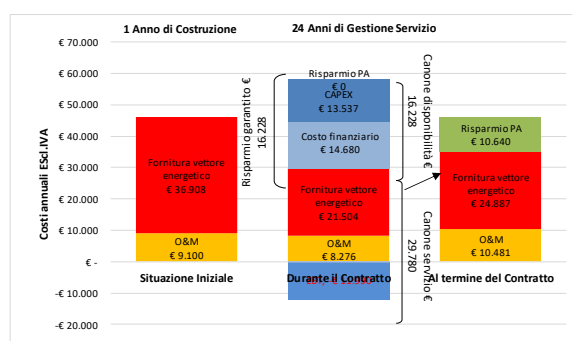 1 Anno di Costruzione
24 Anni di Gestione Servizio
Costi annuali EScl.IVA
€ 70.000
€ 60.000
€ 50.000
€ 40.000
€ 30.000
€ 20.000
€ 10.000
€ -
-€ 10.000
-€ 20.000
Fornitura vettore
energetico
€ 36.908
O&M
€ 9.100
Situazione Iniziale
Risparmio garantito €
16.228
Risparmio PA
€ 0
CAPEX
€ 13.537
Costo finanziario
€ 14.680
Fornitura vettore
energetico
€ 21.504
O&M
€ 8.276
Durante il Contratto
Canone disponibilità €
16.228
Canone servizio €
29.780
Risparmio PA
€ 10.640
Fornitura vettore
energetico
€ 24.887
O&M
€ 10.481
Al termine del Contratto